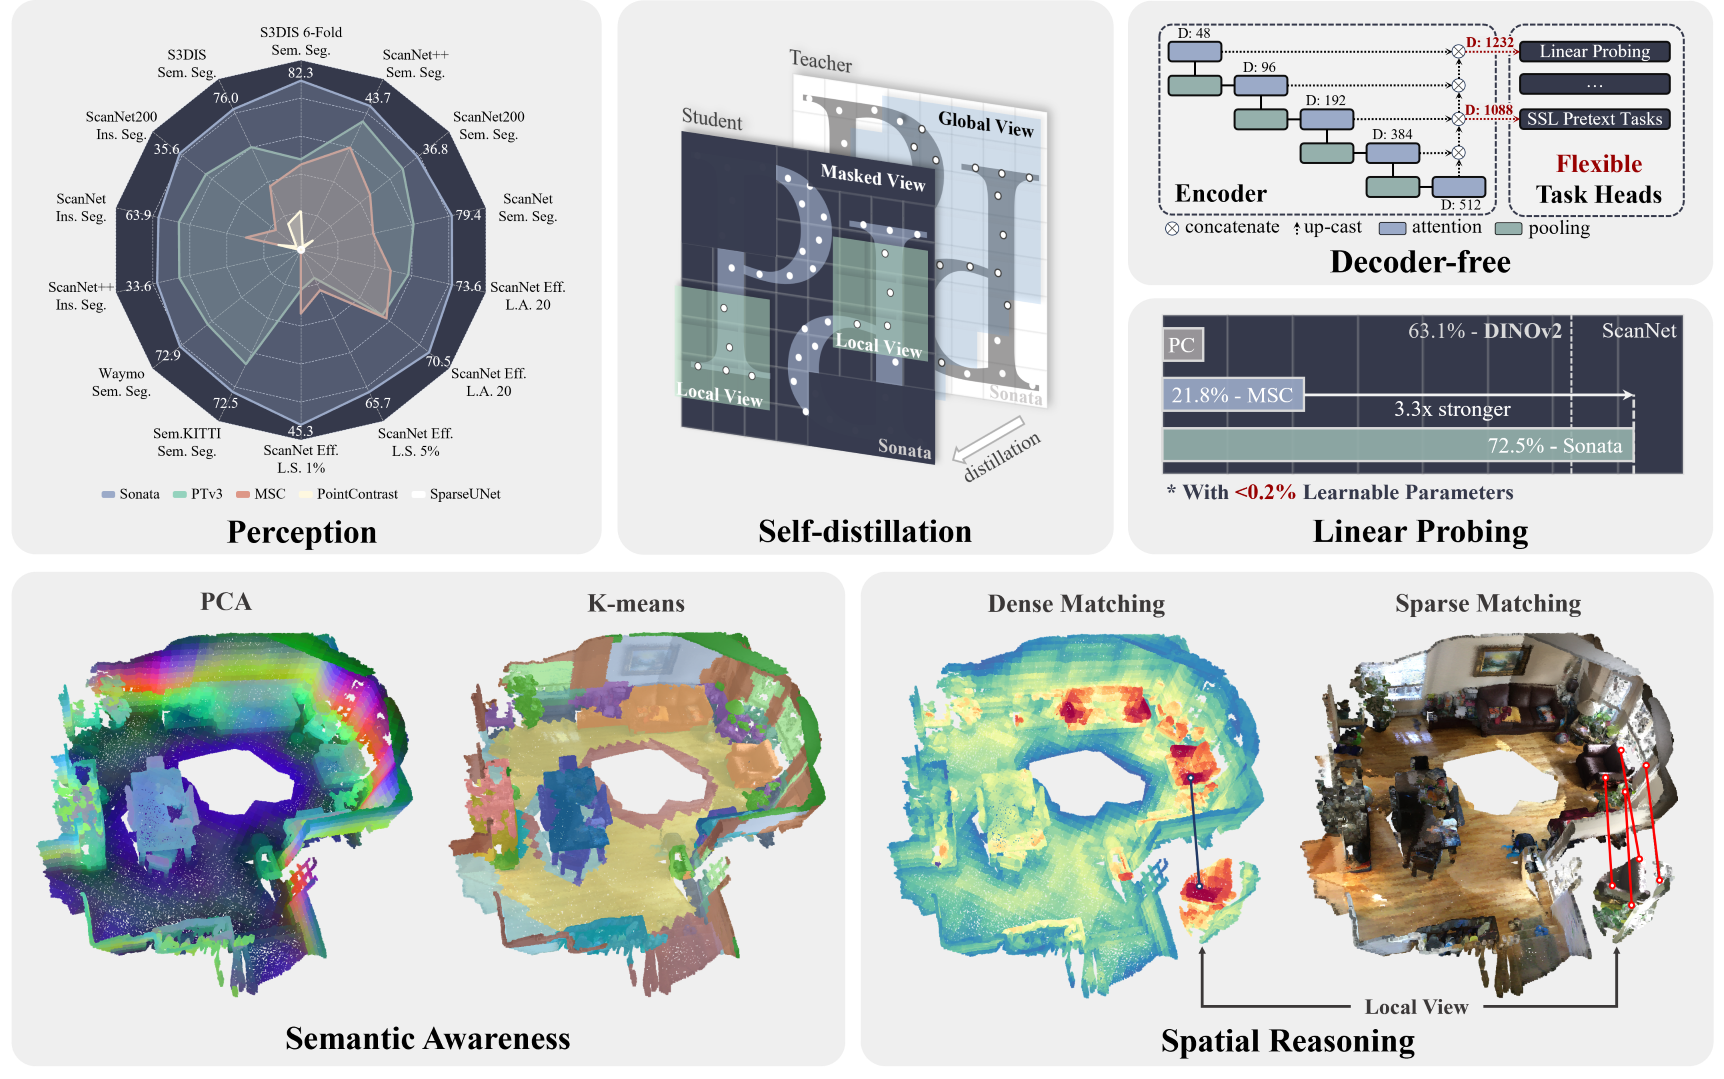 S3DIS 6-Fold
Sem. Seg.
82.3
ScanNet++
Sem. Seg.
43.7
ScanNet200
Sem. Seg.
36.8
ScanNet
Sem. Seg.
79.4
ScanNet Eff.
L.A. 20
73.6
ScanNet Eff.
L.A. 20
70.5
ScanNet Eff.
L.S. 5%
65.7
ScanNet Eff.
L.S. 1%
45.3
Sem.KITTI
Sem. Seg.
72.5
Waymo
Sem. Seg.
72.9
ScanNet++
Ins. Seg.
33.6
ScanNet
Ins. Seg.
63.9
ScanNet200
Ins. Seg.
35.6
S3DIS
Sem. Seg.
76.0
Sonata PTv3 MSC PointContrast SparseUNet
Perception
Teacher
Student
Global View
Masked View
Local View
Local View
Sonata
Sonata
distillation
Self-distillation
D: 48
D: 96
D: 192
D: 384
D: 512
D: 1232
D: 1088
Encoder
Linear Probing
...
SSL Pretext Tasks
Flexible
Task Heads
concatenate up-cast attention pooling
Decoder-free
PC
63.1% - DINOv2
ScanNet
21.8% - MSC
3.3x stronger
72.5% - Sonata
* With <0.2% Learnable Parameters
Linear Probing
PCA
K-means
Semantic Awareness
Dense Matching
Sparse Matching
Local View
Spatial Reasoning